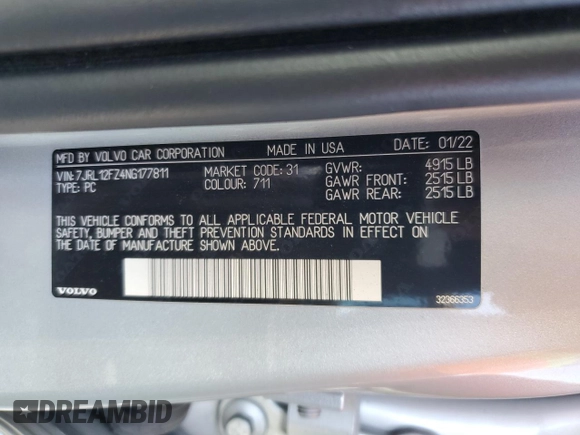 MFD BY VOLVO CAR CORPORATION MADE IN USA DATE: 01/22
VIN: 7JRL12FZ4NG177811 MARKET CODE: 31 GVWR: 4915 LB
TYPE: PC COLOUR: 711 GAWR FRONT: 2515 LB
GAWR REAR: 2515 LB
THIS VEHICLE CONFORMS TO ALL APPLICABLE FEDERAL MOTOR VEHICLE
SAFETY, BUMPER AND THEFT PREVENTION STANDARDS IN EFFECT ON THE
DATE OF MANUFACTURE SHOWN ABOVE.
VOLVO 32366353
DREAMBID